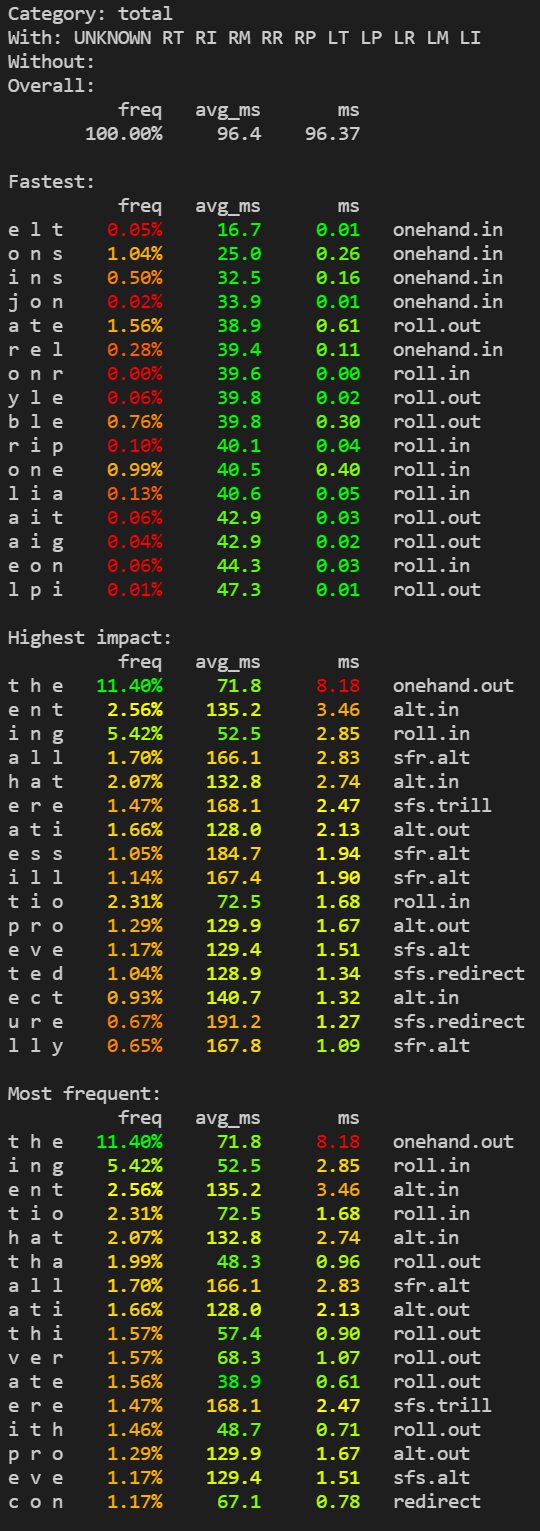 Category: total
With: UNKNOWN RT RI RM RR RP LT LP LR LM LI
Without:
Overall:
freq avg_ms ms
100.00% 96.4 96.37
Fastest:
freq avg_ms ms
e l t 0.05% 16.7 0.01 onehand.in
o n s 1.04% 25.0 0.26 onehand.in
i n s 0.50% 32.5 0.16 onehand.in
j o n 0.02% 33.9 0.01 onehand.in
a t e 1.56% 38.9 0.61 roll.out
r e l 0.28% 39.4 0.11 onehand.in
o n r 0.00% 39.6 0.00 roll.in
y l e 0.06% 39.8 0.02 roll.out
b l e 0.76% 39.8 0.30 roll.out
r i p 0.10% 40.1 0.04 roll.in
o n e 0.99% 40.5 0.40 roll.in
l i a 0.13% 40.6 0.05 roll.in
a i t 0.06% 42.9 0.03 roll.out
a i g 0.04% 42.9 0.02 roll.out
e o n 0.06% 44.3 0.03 roll.in
l p i 0.01% 47.3 0.01 roll.out
Highest impact:
freq avg_ms ms
t h e 11.40% 71.8 8.18 onehand.out
e n t 2.56% 135.2 3.46 alt.in
i n g 5.42% 52.5 2.85 roll.in
a l l 1.70% 166.1 2.83 sfr.alt
h a t 2.07% 132.8 2.74 alt.in
e r e 1.47% 168.1 2.47 sfs.trill
a t i 1.66% 128.0 2.13 alt.out
e s s 1.05% 184.7 1.94 sfr.alt
i l l 1.14% 167.4 1.90 sfr.alt
t i o 2.31% 72.5 1.68 roll.in
p r o 1.29% 129.9 1.67 alt.out
e v e 1.17% 129.4 1.51 sfs.alt
t e d 1.04% 128.9 1.34 sfs.redirect
e c t 0.93% 140.7 1.32 alt.in
u r e 0.67% 191.2 1.27 sfs.redirect
l l y 0.65% 167.8 1.09 sfr.alt
Most frequent:
freq avg_ms ms
t h e 11.40% 71.8 8.18 onehand.out
i n g 5.42% 52.5 2.85 roll.in
e n t 2.56% 135.2 3.46 alt.in
t i o 2.31% 72.5 1.68 roll.in
h a t 2.07% 132.8 2.74 alt.in
t h a 1.99% 48.3 0.96 roll.out
a l l 1.70% 166.1 2.83 sfr.alt
a t i 1.66% 128.0 2.13 alt.out
t h i 1.57% 57.4 0.90 roll.out
v e r 1.57% 68.3 1.07 roll.out
a t e 1.56% 38.9 0.61 roll.out
e r e 1.47% 168.1 2.47 sfs.trill
i t h 1.46% 48.7 0.71 roll.out
p r o 1.29% 129.9 1.67 alt.out
e v e 1.17% 129.4 1.51 sfs.alt
c o n 1.17% 67.1 0.78 redirect